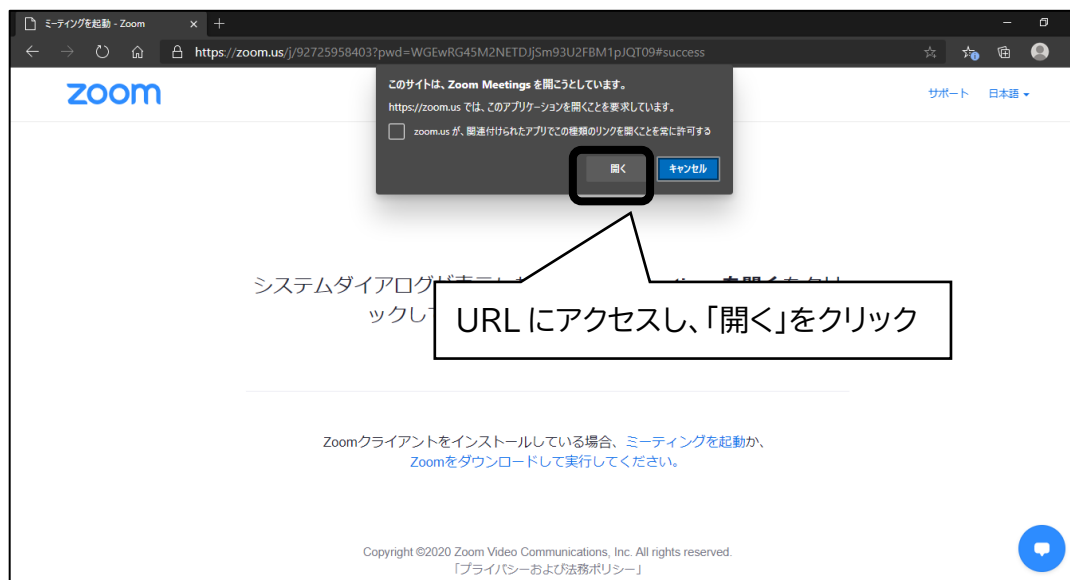 ミーティングを起動 - Zoom
https://zoom.us/j/92725958403?pwd=WGEwRG45M2NETDJjSm93U2FBM1pJQT09#success
zoom
サポート 日本語
このサイトは、Zoom Meetings を開こうとしています。
https://zoom.us では、このアプリケーションを開くことを要求しています。
zoom.us が、関連付けられたアプリでこの種類のリンクを開くことを常に許可する
開く キャンセル
システムダイアログが
ックし
URL にアクセスし、「開く」をクリック
Zoomクライアントをインストールしている場合、ミーティングを起動か、
Zoomをダウンロードして実行してください。
Copyright ©2020 Zoom Video Communications, Inc. All rights reserved.
「プライバシーおよび法務ポリシー」